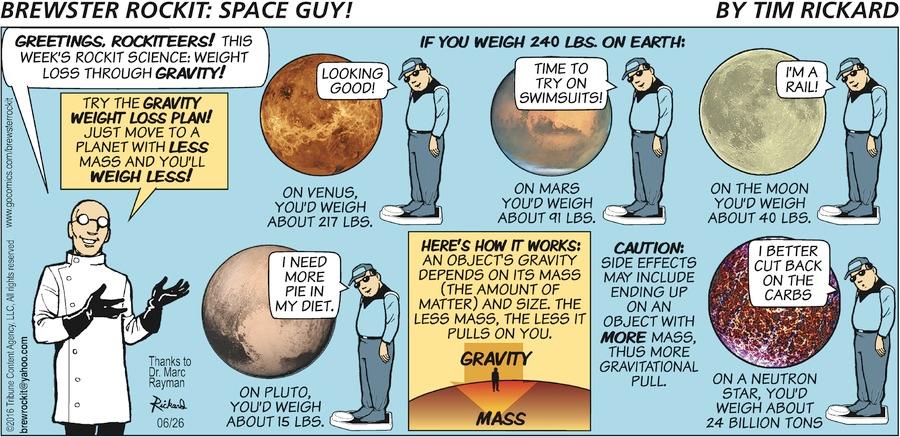 BREWSTER ROCKIT: SPACE GUY!
BY TIM RICKARD
GREETINGS, ROCKITEERS! THIS
WEEK'S ROCKIT SCIENCE: WEIGHT
LOSS THROUGH GRAVITY!
TRY THE GRAVITY
WEIGHT LOSS PLAN!
JUST MOVE TO A
PLANET WITH LESS
MASS AND YOU'LL
WEIGH LESS!
IF YOU WEIGH 240 LBS. ON EARTH:
LOOKING
GOOD!
ON VENUS,
YOU'D WEIGH
ABOUT 217 LBS.
TIME TO
TRY ON
SWIMSUITS!
ON MARS
YOU'D WEIGH
ABOUT 91 LBS.
I'M A
RAIL!
ON THE MOON
YOU'D WEIGH
ABOUT 40 LBS.
I NEED
MORE
PIE IN
MY DIET.
ON PLUTO,
YOU'D WEIGH
ABOUT 15 LBS.
HERE'S HOW IT WORKS:
AN OBJECT'S GRAVITY
DEPENDS ON ITS MASS
(THE AMOUNT OF
MATTER) AND SIZE. THE
LESS MASS, THE LESS IT
PULLS ON YOU.
GRAVITY
MASS
CAUTION:
SIDE EFFECTS
MAY INCLUDE
ENDING UP
ON AN
OBJECT WITH
MORE MASS,
THUS MORE
GRAVITATIONAL
PULL.
I BETTER
CUT BACK
ON THE
CARBS
ON A NEUTRON
STAR, YOU'D
WEIGH ABOUT
24 BILLION TONS
Thanks to
Dr. Marc
Rayman
Rickard
06/26
©2016 Tribune Content Agency, LLC, All rights reserved
www.gocomics.com/brewsterrockit
brewrockit@yahoo.com